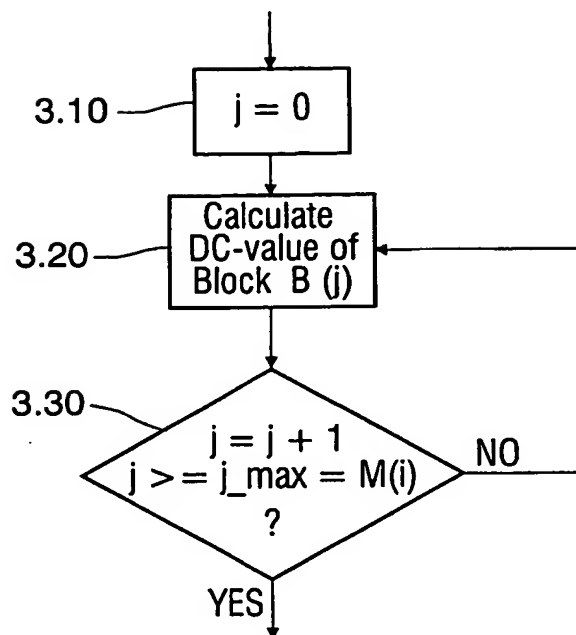 3.10
j = 0
3.20
Calculate
DC-value of
Block B (j)
3.30
j = j + 1
j > = j_max = M(i)
?
NO
YES